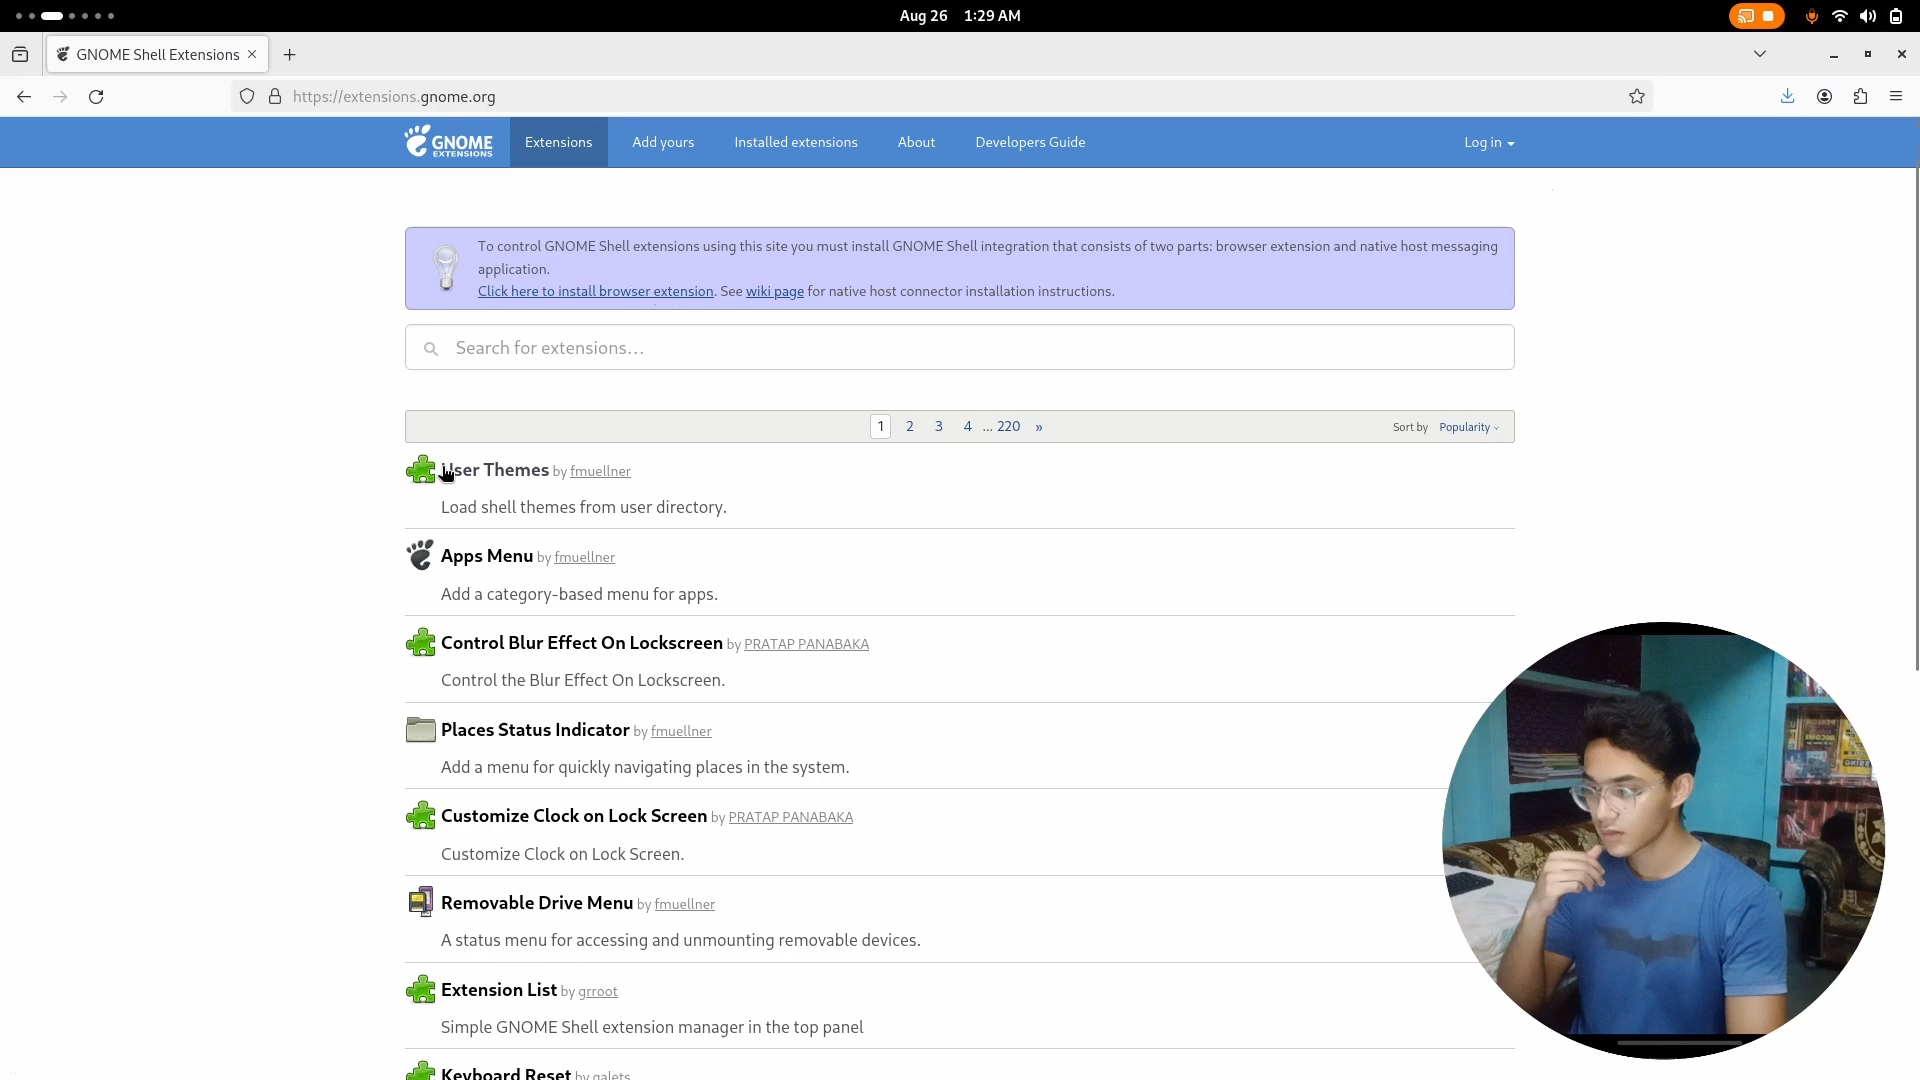 Aug 26 1:29 AM
GNOME Shell Extensions
https://extensions.gnome.org
GNOME EXTENSIONS
Extensions
Add yours
Installed extensions
About
Developers Guide
Log in
To control GNOME Shell extensions using this site you must install GNOME Shell integration that consists of two parts: browser extension and native host messaging
application.
Click here to install browser extension. See wiki page for native host connector installation instructions.
Search for extensions…
1 2 3 4 ... 220 »
Sort by Popularity
User Themes by fmuellner
Load shell themes from user directory.
Apps Menu by fmuellner
Add a category-based menu for apps.
Control Blur Effect On Lockscreen by PRATAP PANABAKA
Control the Blur Effect On Lockscreen.
Places Status Indicator by fmuellner
Add a menu for quickly navigating places in the system.
Customize Clock on Lock Screen by PRATAP PANABAKA
Customize Clock on Lock Screen.
Removable Drive Menu by fmuellner
A status menu for accessing and unmounting removable devices.
Extension List by grroot
Simple GNOME Shell extension manager in the top panel
Keyboard Reset by galets